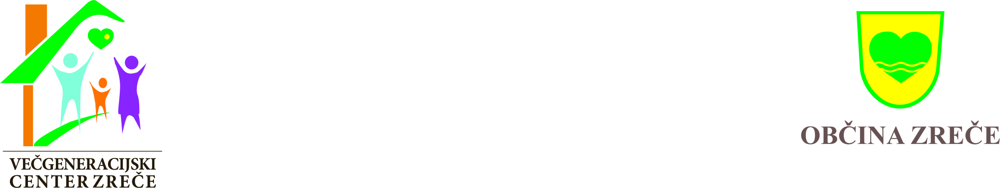 VEČGENERACIJSKI
CENTER ZREČE
OBČINA ZREČE